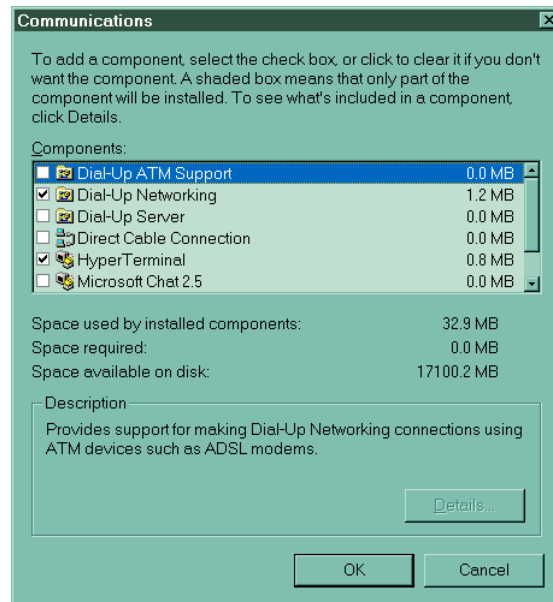 Communications
To add a component, select the check box, or click to clear it if you don't
want the component. A shaded box means that only part of the
component will be installed. To see what's included in a component,
click Details.
Components:
Dial-Up ATM Support 0.0 MB
Dial-Up Networking 1.2 MB
Dial-Up Server 0.0 MB
Direct Cable Connection 0.0 MB
HyperTerminal 0.8 MB
Microsoft Chat 2.5 0.0 MB
Space used by installed components: 32.9 MB
Space required: 0.0 MB
Space available on disk: 17100.2 MB
Description
Provides support for making Dial-Up Networking connections using
ATM devices such as ADSL modems.
Details...
OK Cancel